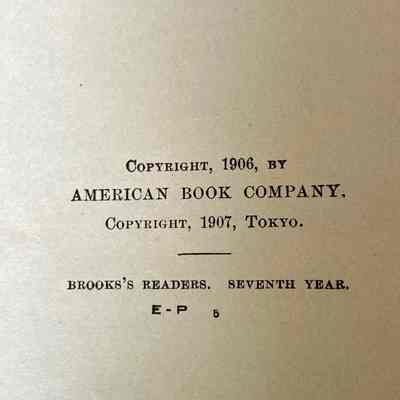 Copyright, 1906, by
AMERICAN BOOK COMPANY.
Copyright, 1907, Tokyo.
BROOKS'S READERS. SEVENTH YEAR.
E-P 5